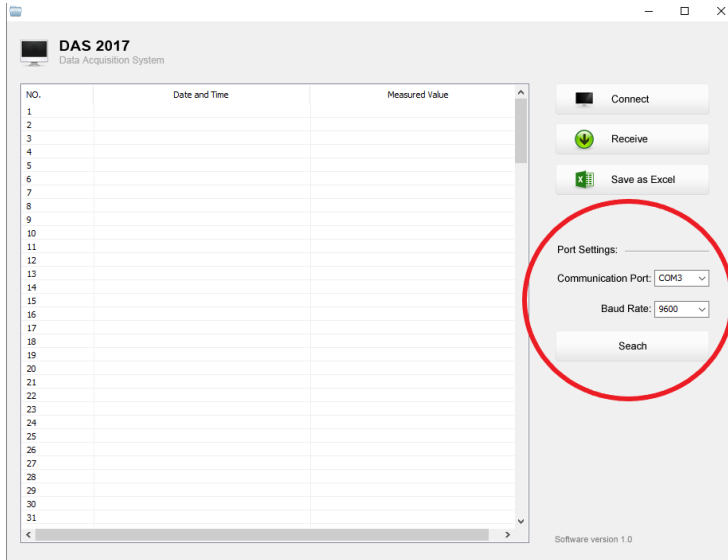 DAS 2017
Data Acquisition System
NO. Date and Time Measured Value
1
2
3
4
5
6
7
8
9
10
11
12
13
14
15
16
17
18
19
20
21
22
23
24
25
26
27
28
29
30
31
Connect
Receive
Save as Excel
Port Settings:
Communication Port: COM3
Baud Rate: 9600
Seach
Software version 1.0